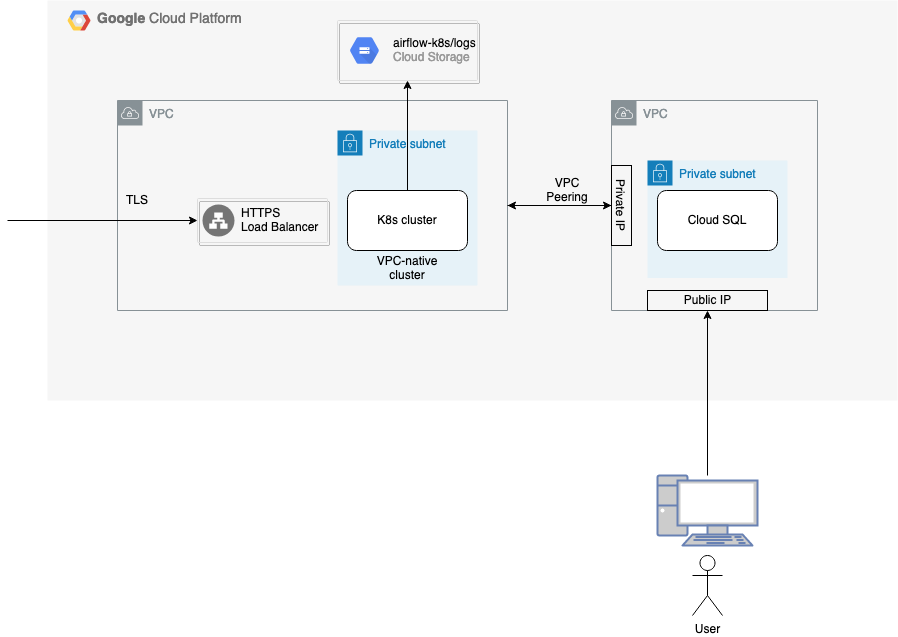 Google Cloud Platform
airflow-k8s/logs
Cloud Storage
VPC
Private subnet
TLS
HTTPS
Load Balancer
K8s cluster
VPC-native
cluster
VPC
Peering
VPC
Private IP
Private subnet
Cloud SQL
Public IP
User